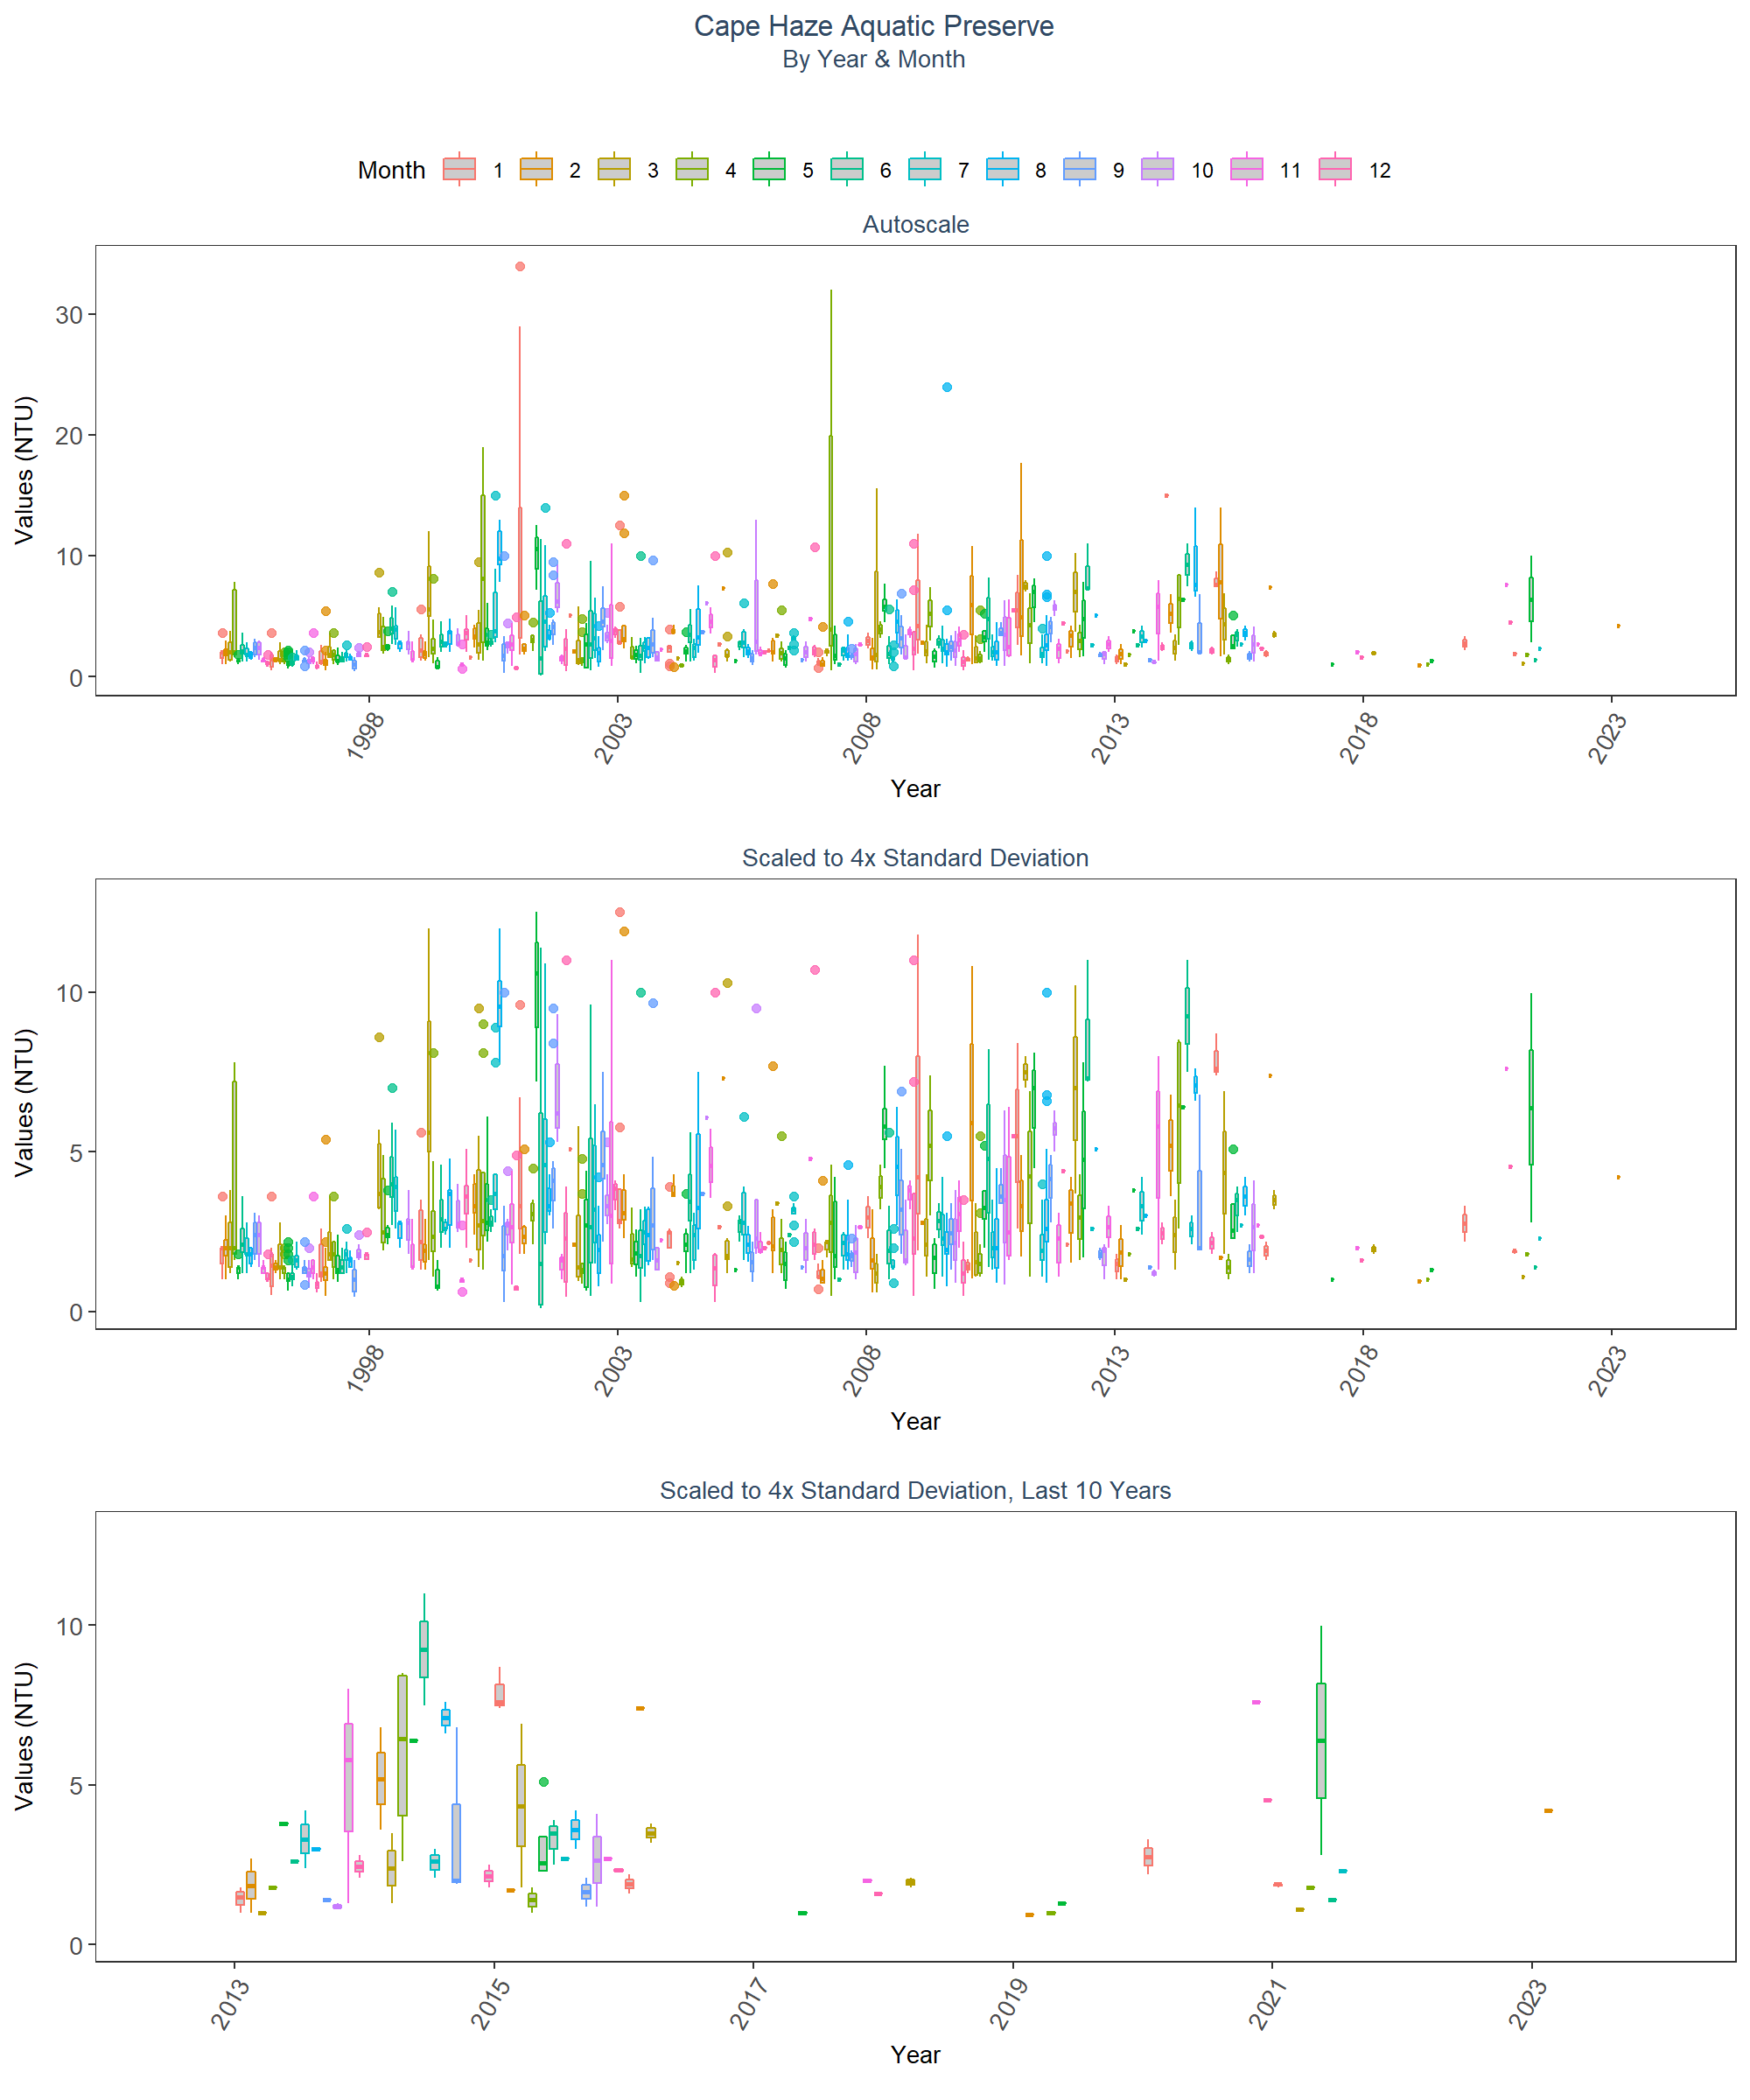 Cape Haze Aquatic Preserve
By Year & Month
Month 1 2 3 4 5 6 7 8 9 10 11 12
Autoscale
Values (NTU)
30
20
10
0
1998 2003 2008 2013 2018 2023
Year
Scaled to 4x Standard Deviation
Values (NTU)
10
5
0
1998 2003 2008 2013 2018 2023
Year
Scaled to 4x Standard Deviation, Last 10 Years
Values (NTU)
10
5
0
2013 2015 2017 2019 2021 2023
Year